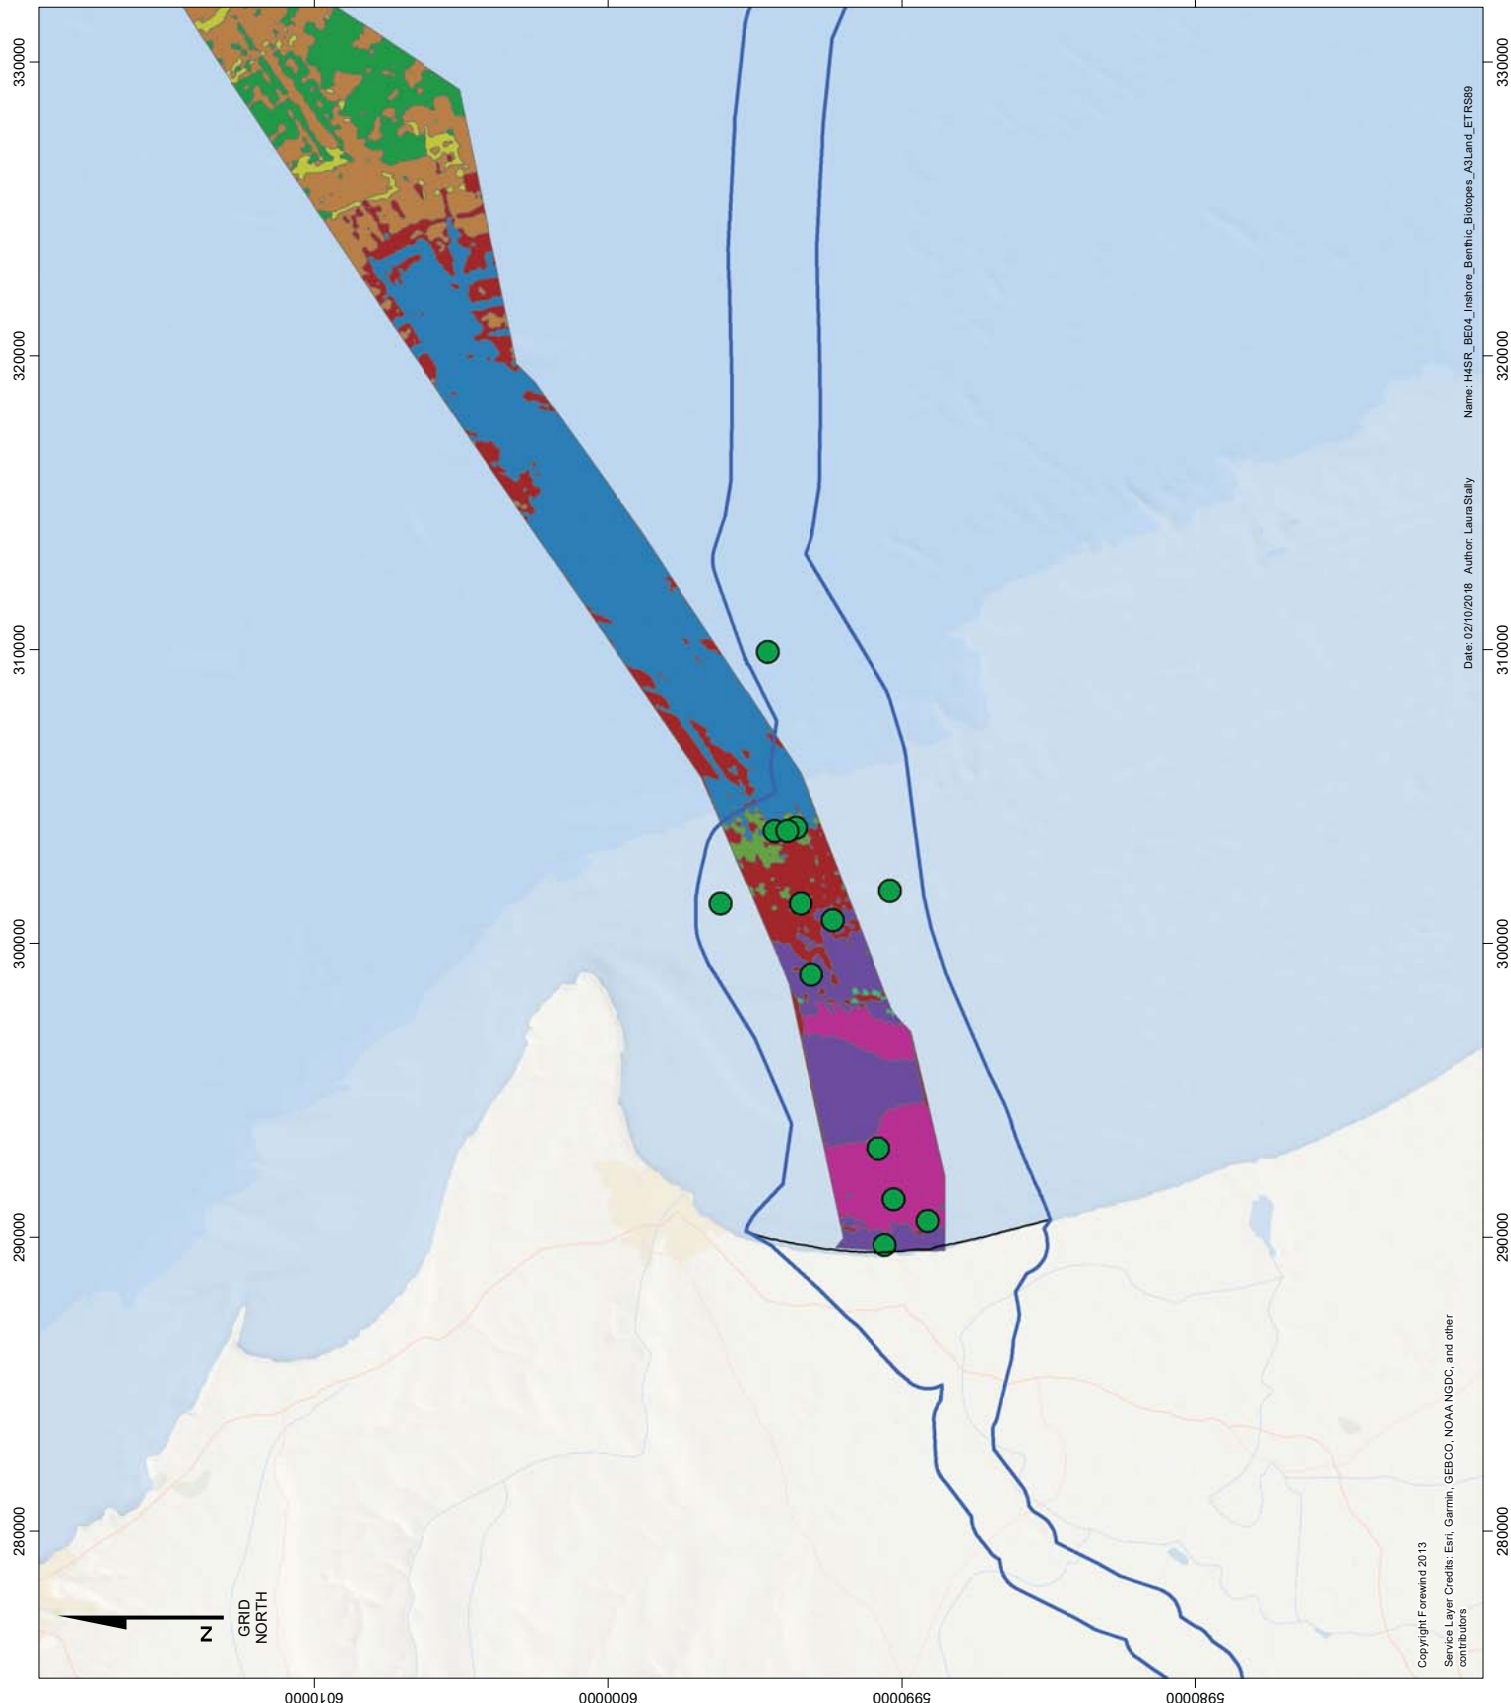 280000
290000
300000
310000
320000
330000
N
GRID
NORTH
6010000
6000000
5990000
5980000
Copyright Forewind 2013
Service Layer Credits: Esri, Garmin, GEBCO, NOAA NGDC, and other
contributors
Date: 02/10/2018 Author: LauraStally Name: H4SR_BE04_Inshore_Benthic_Biotopes_A3Land_ETRS89
280000
290000
300000
310000
320000
330000